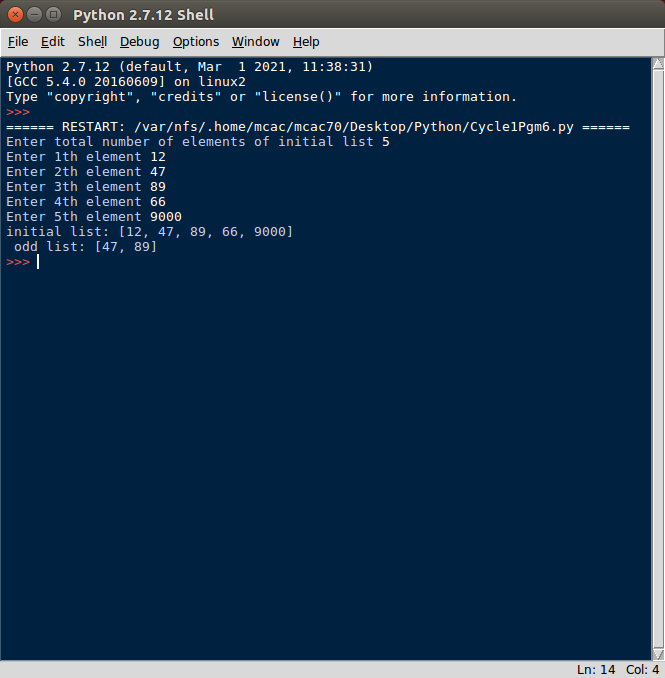 Python 2.7.12 Shell
File Edit Shell Debug Options Window Help
Python 2.7.12 (default, Mar  1 2021, 11:38:31)
[GCC 5.4.0 20160609] on linux2
Type "copyright", "credits" or "license()" for more information.
>>>
====== RESTART: /var/nfs/.home/mcac/mcac70/Desktop/Python/Cycle1Pgm6.py ======
Enter total number of elements of initial list 5
Enter 1th element 12
Enter 2th element 47
Enter 3th element 89
Enter 4th element 66
Enter 5th element 9000
initial list: [12, 47, 89, 66, 9000]
 odd list: [47, 89]
>>>
Ln: 14 Col: 4